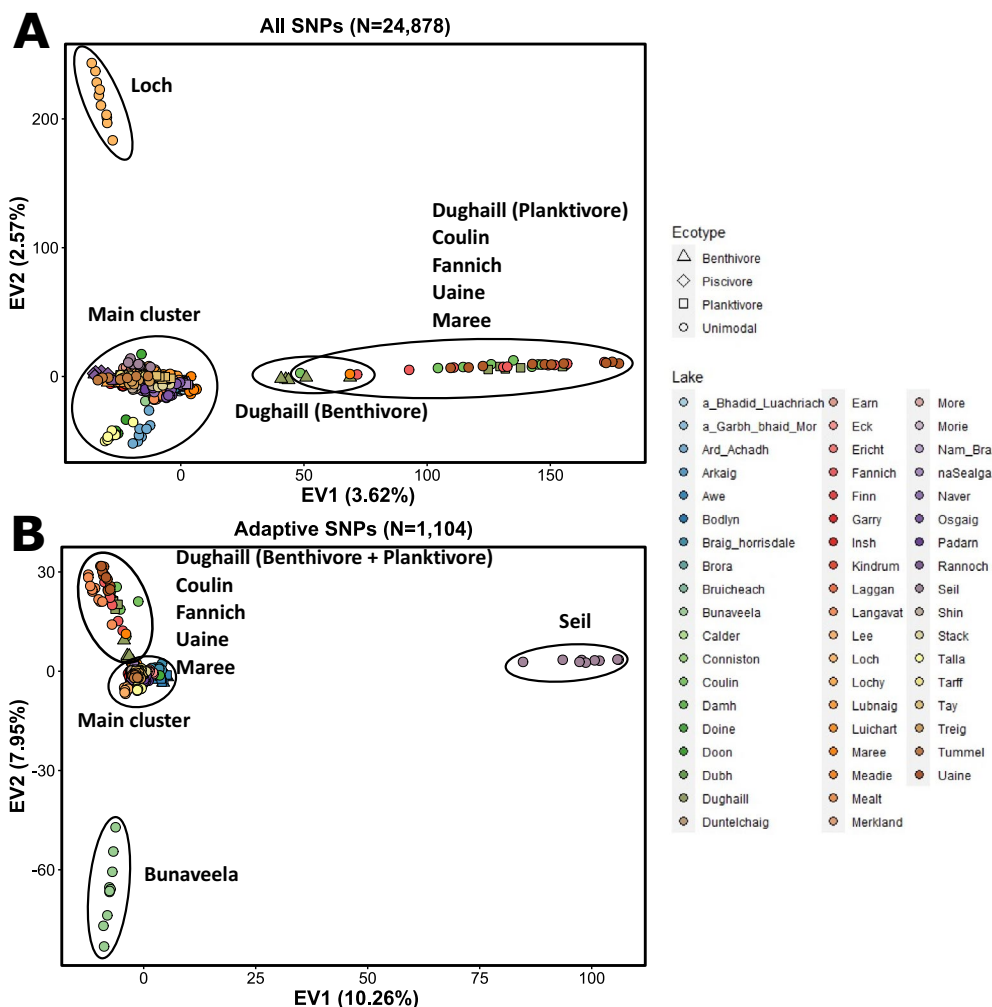 A
All SNPs (N=24,878)
Loch
200
100
0
EV2 (2.57%)
Dughaill (Planktivore)
Coulin
Fannich
Uaine
Maree
Main cluster
Dughaill (Benthivore)
0
50
100
150
EV1 (3.62%)
B
Adaptive SNPs (N=1,104)
Dughaill (Benthivore + Planktivore)
Coulin
Fannich
Uaine
Maree
Main cluster
Seil
Bunaveela
30
0
-30
-60
EV2 (7.95%)
0
25
50
75
100
EV1 (10.26%)
Ecotype
Benthivore
Piscivore
Planktivore
Unimodal
Lake
a_Bhadid_Luachriach
a_Garbh_bhaid_Mor
Ard_Achadh
Arkaig
Awe
Bodlyn
Braig_horrisdale
Brora
Bruicheach
Bunaveela
Calder
Conniston
Coulin
Damh
Doine
Doon
Dubh
Dughaill
Duntelchaig
Earn
Eck
Ericht
Fannich
Finn
Garry
Insh
Kindrum
Laggan
Langavat
Lee
Loch
Lochy
Lubnaig
Luichart
Maree
Meadie
Mealt
Merkland
More
Morie
Nam_Bra
naSealga
Naver
Osgaig
Padarn
Rannoch
Seil
Shin
Stack
Talla
Tarff
Tay
Treig
Tummel
Uaine